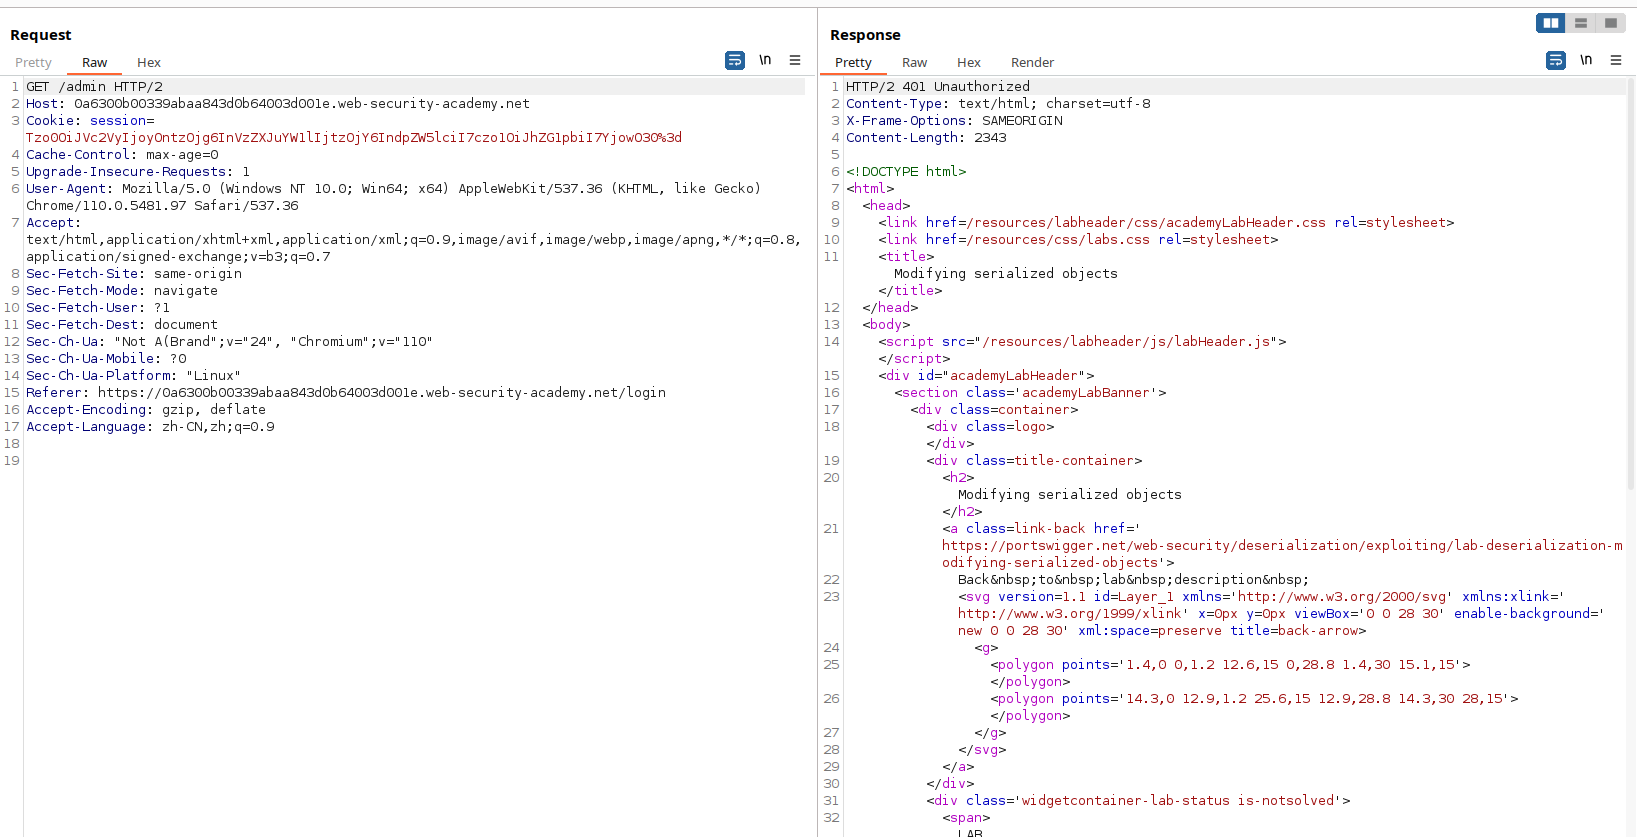 Request
Pretty Raw Hex
\n
1 GET /admin HTTP/2
2 Host: 0a6300b00339abaa843d0b64003d001e.web-security-academy.net
3 Cookie: session=
Tzo0OiJVc2VyIjoyOntzOjg6InVzZXJuYW1lIjtzOjY6IndpZW5lciI7czo1OiJhZG1pbiI7YjowO30%3d
4 Cache-Control: max-age=0
5 Upgrade-Insecure-Requests: 1
6 User-Agent: Mozilla/5.0 (Windows NT 10.0; Win64; x64) AppleWebKit/537.36 (KHTML, like Gecko)
Chrome/110.0.5481.97 Safari/537.36
7 Accept:
text/html,application/xhtml+xml,application/xml;q=0.9,image/avif,image/webp,image/apng,*/*;q=0.8,
application/signed-exchange;v=b3;q=0.7
8 Sec-Fetch-Site: same-origin
9 Sec-Fetch-Mode: navigate
10 Sec-Fetch-User: ?1
11 Sec-Fetch-Dest: document
12 Sec-Ch-Ua: "Not A(Brand";v="24", "Chromium";v="110"
13 Sec-Ch-Ua-Mobile: ?0
14 Sec-Ch-Ua-Platform: "Linux"
15 Referer: https://0a6300b00339abaa843d0b64003d001e.web-security-academy.net/login
16 Accept-Encoding: gzip, deflate
17 Accept-Language: zh-CN,zh;q=0.9
18
19
Response
Pretty Raw Hex Render
\n
1 HTTP/2 401 Unauthorized
2 Content-Type: text/html; charset=utf-8
3 X-Frame-Options: SAMEORIGIN
4 Content-Length: 2343
5
6 <!DOCTYPE html>
7 <html>
8 <head>
9 <link href=/resources/labheader/css/academyLabHeader.css rel=stylesheet>
10 <link href=/resources/css/labs.css rel=stylesheet>
11 <title>
Modifying serialized objects
</title>
12 </head>
13 <body>
14 <script src="/resources/labheader/js/labHeader.js">
</script>
15 <div id="academyLabHeader">
16 <section class='academyLabBanner'>
17 <div class=container>
18 <div class=logo>
</div>
19 <div class=title-container>
20 <h2>
Modifying serialized objects
</h2>
21 <a class=link-back href='
https://portswigger.net/web-security/deserialization/exploiting/lab-deserialization-m
odifying-serialized-objects'>
22 Back&nbsp;to&nbsp;lab&nbsp;description&nbsp;
23 <svg version=1.1 id=Layer_1 xmlns='http://www.w3.org/2000/svg' xmlns:xlink='
http://www.w3.org/1999/xlink' x=0px y=0px viewBox='0 0 28 30' enable-background='
new 0 0 28 30' xml:space=preserve title=back-arrow>
24 <g>
25 <polygon points='1.4,0 0,1.2 12.6,15 0,28.8 1.4,30 15.1,15'>
</polygon>
26 <polygon points='14.3,0 12.9,1.2 25.6,15 12.9,28.8 14.3,30 28,15'>
</polygon>
27 </g>
28 </svg>
29 </a>
30 </div>
31 <div class='widgetcontainer-lab-status is-notsolved'>
32 <span>
LAB